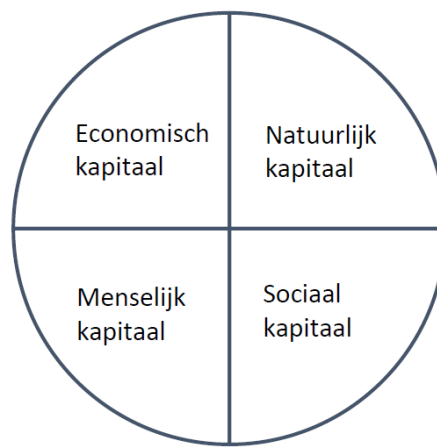 Economisch
kapitaal
Natuurlijk
kapitaal
Menselijk
kapitaal
Sociaal
kapitaal